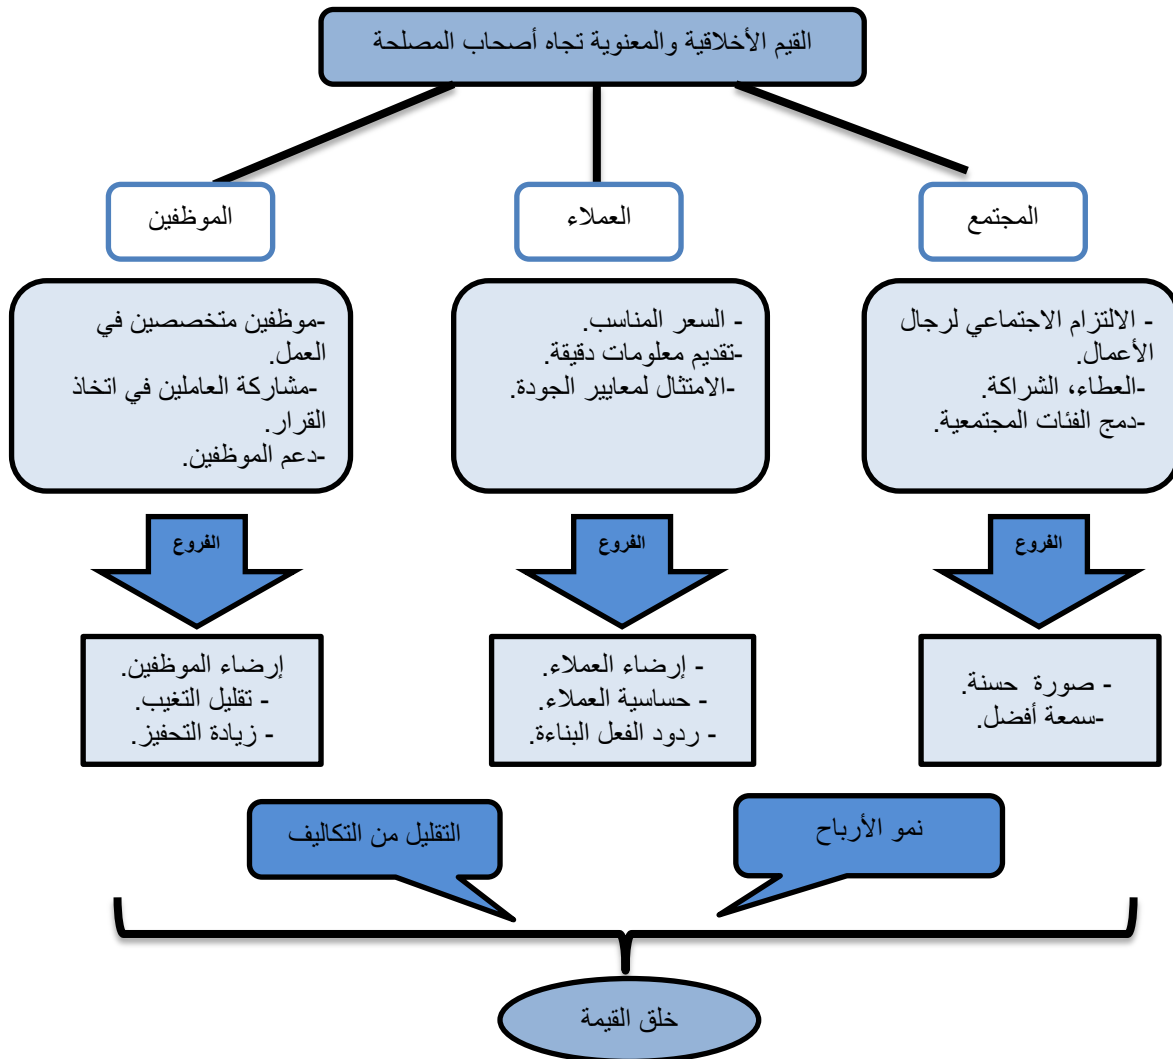 القيم الأخلاقية والمعنوية تجاه أصحاب المصلحة
المجتمع
العملاء
الموظفين
- الالتزام الاجتماعي لرجال
الأعمال.
-العطاء، الشراكة.
-دمج الفئات المجتمعية.
- السعر المناسب.
-تقديم معلومات دقيقة.
-الامتثال لمعايير الجودة.
-موظفين متخصصين في
العمل.
-مشاركة العاملين في اتخاذ
القرار.
-دعم الموظفين.
الفروع
الفروع
الفروع
- صورة حسنة.
-سمعة أفضل.
- إرضاء العملاء.
- حساسية العملاء.
- ردود الفعل البناءة.
إرضاء الموظفين.
- تقليل التغيب.
- زيادة التحفيز.
نمو الأرباح
التقليل من التكاليف
خلق القيمة